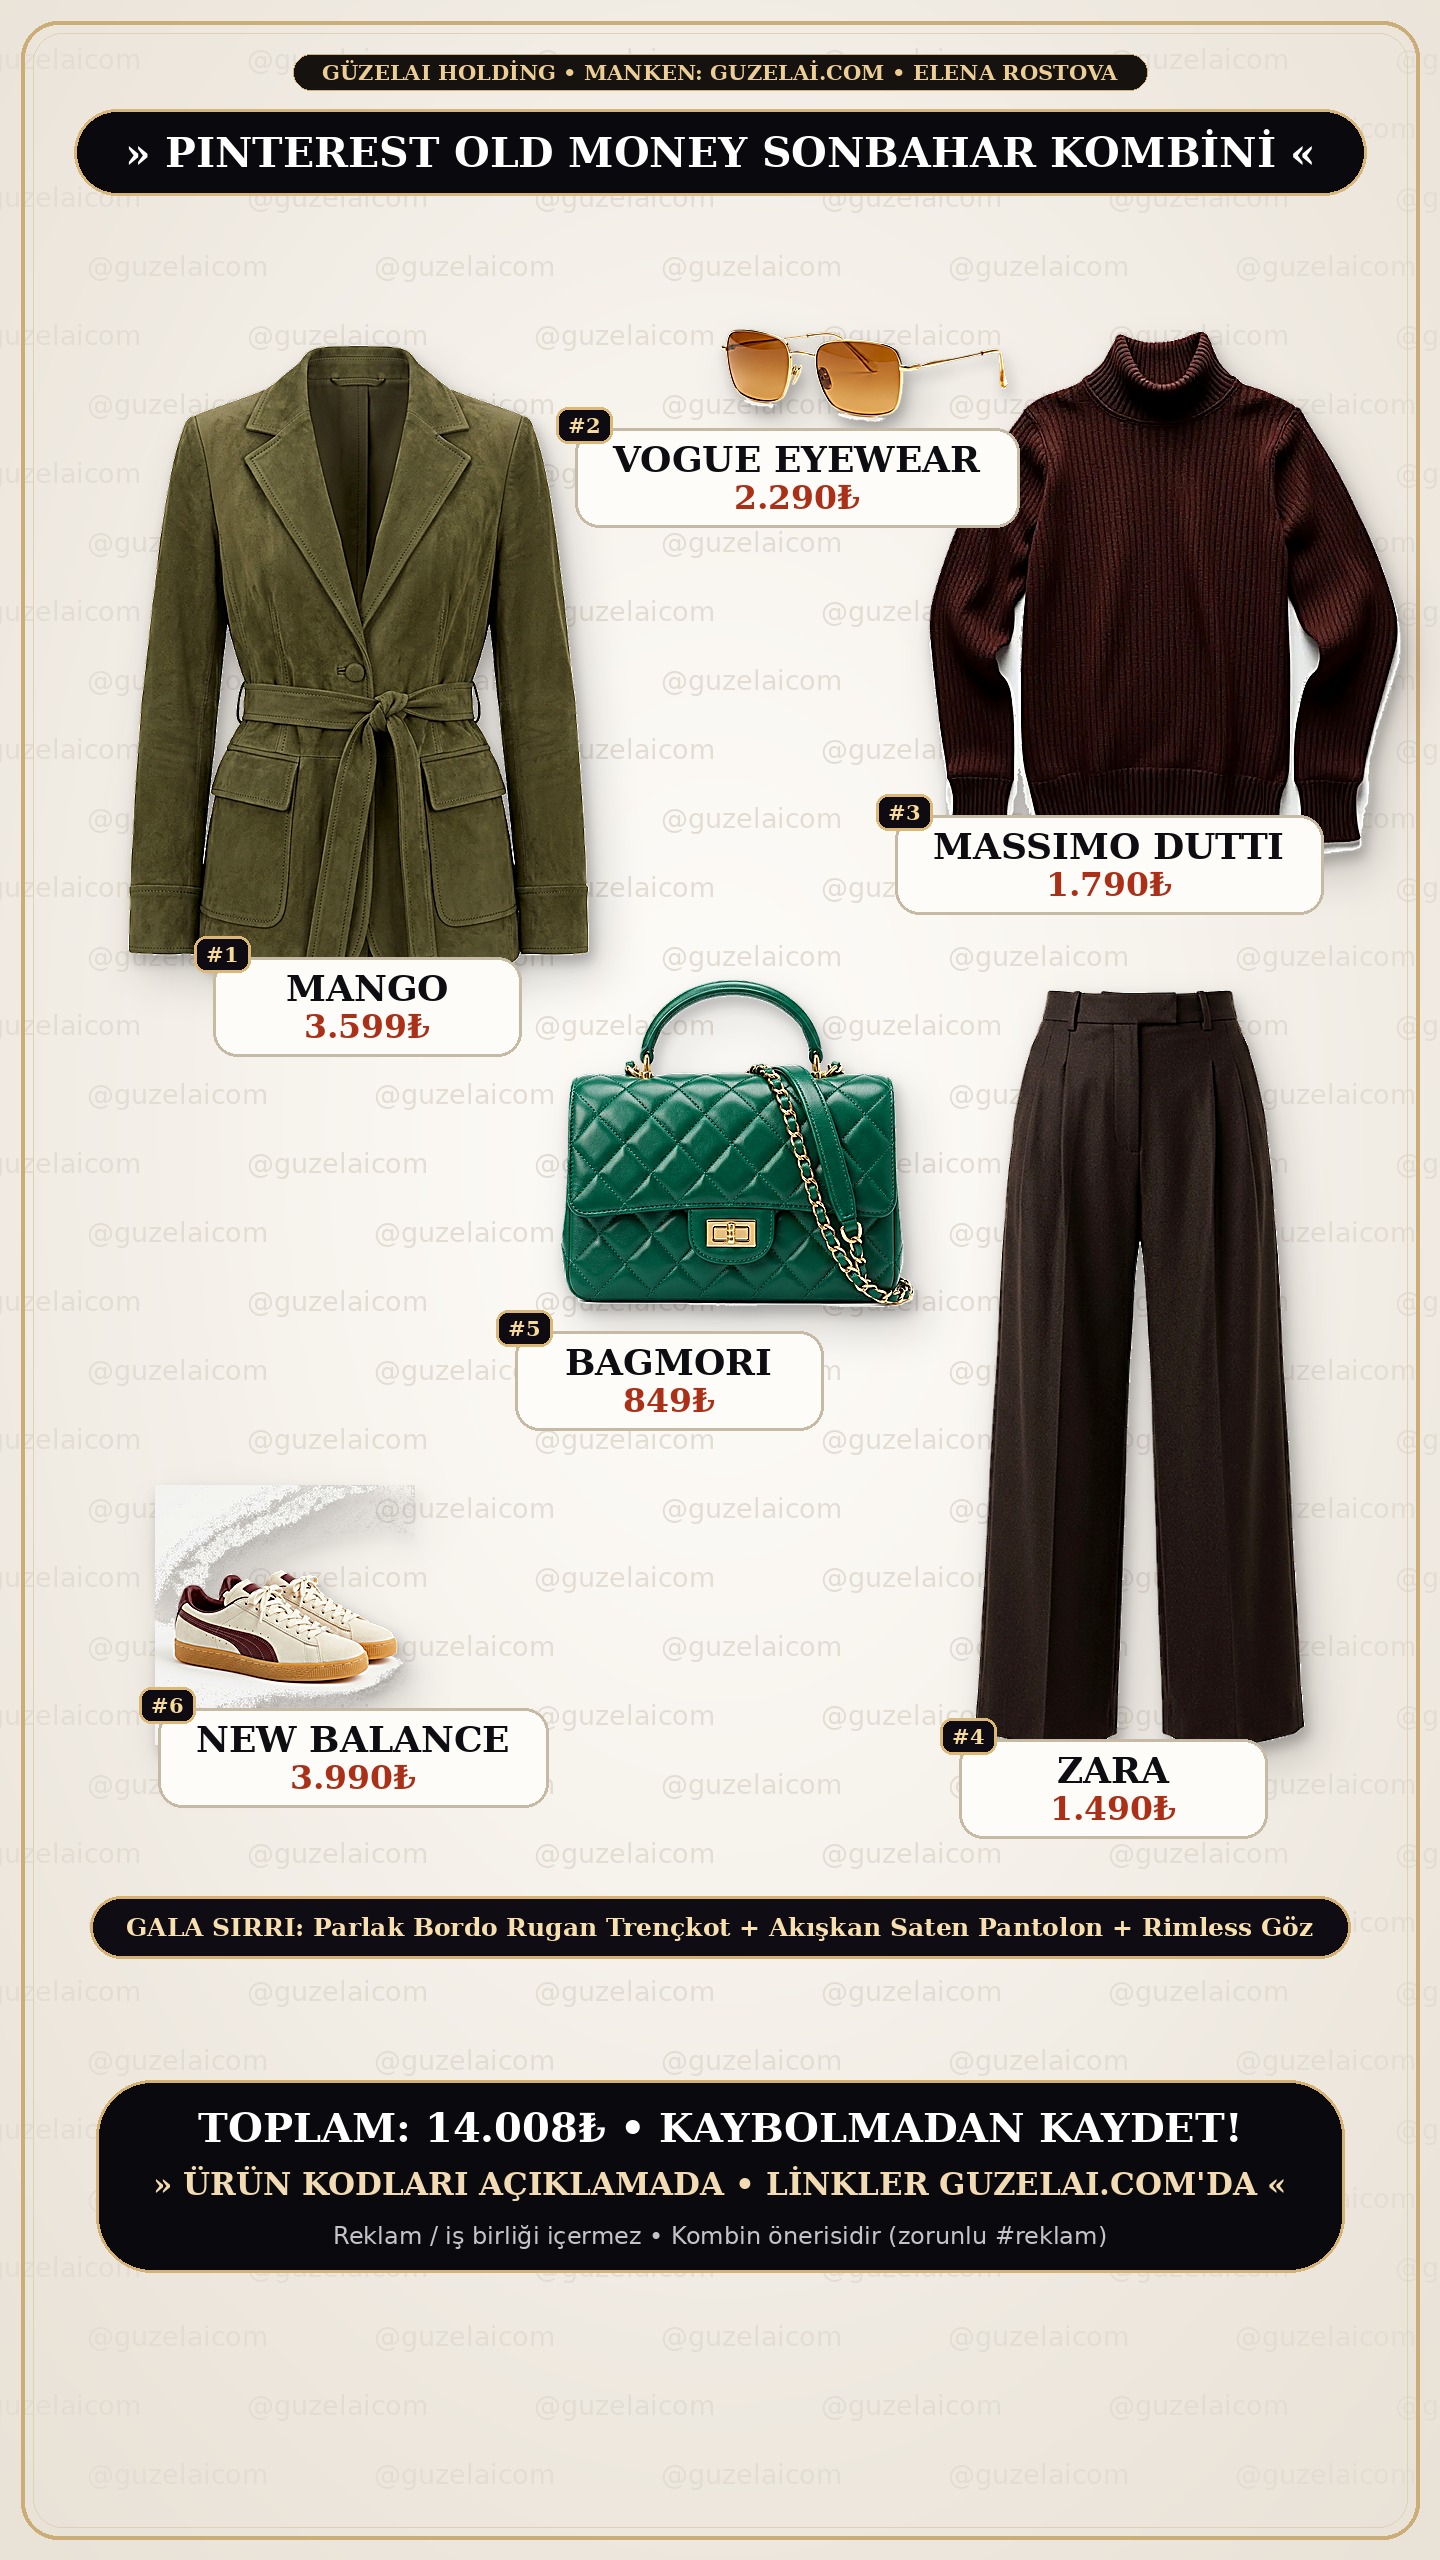 GÜZELAI HOLDİNG • MANKEN: GUZELAİ.COM • ELENA ROSTOVA
» PINTEREST OLD MONEY SONBAHAR KOMBİNİ «
#2
VOGUE EYEWEAR
2.290₺
#3
MASSIMO DUTTI
1.790₺
#1
MANGO
3.599₺
#5
BAGMORI
849₺
#6
NEW BALANCE
3.990₺
#4
ZARA
1.490₺
GALA SIRRI: Parlak Bordo Rugan Trençkot + Akışkan Saten Pantolon + Rimless Göz
TOPLAM: 14.008₺ • KAYBOLMADAN KAYDET!
» ÜRÜN KODLARI AÇIKLAMADA • LİNKLER GUZELAI.COM'DA «
Reklam / iş birliği içermez • Kombin önerisidir (zorunlu #reklam)
@guzelaicom